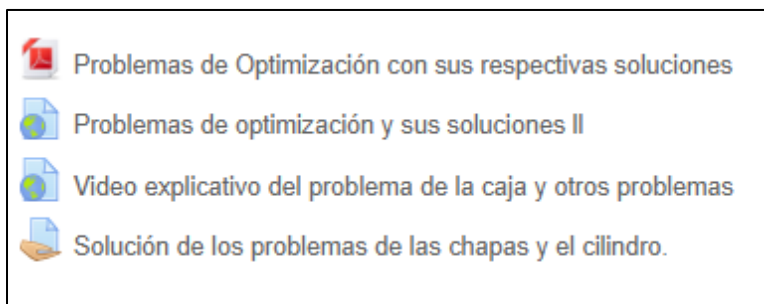 Problemas de Optimización con sus respectivas soluciones
Problemas de optimización y sus soluciones II
Video explicativo del problema de la caja y otros problemas
Solución de los problemas de las chapas y el cilindro.